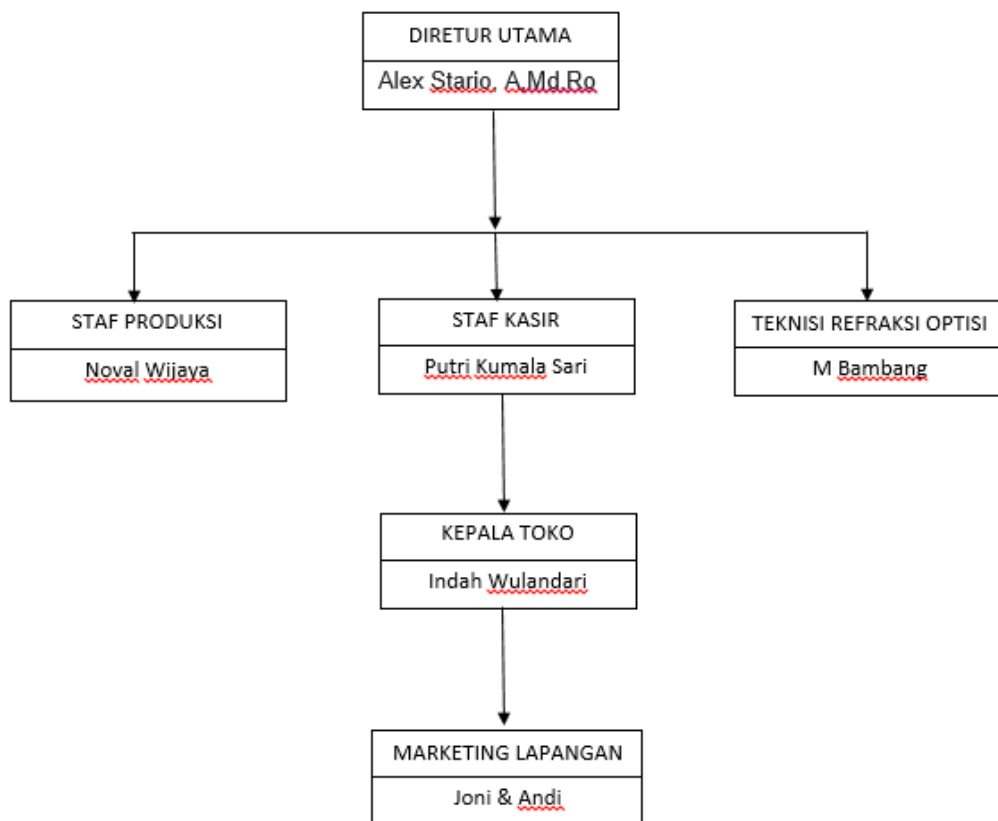 DIRETUR UTAMA
Alex Stario, A.Md.Ro
STAF PRODUKSI
Noval Wijaya
STAF KASIR
Putri Kumala Sari
TEKNISI REFRAKSI OPTISI
M Bambang
KEPALA TOKO
Indah Wulandari
MARKETING LAPANGAN
Joni & Andi